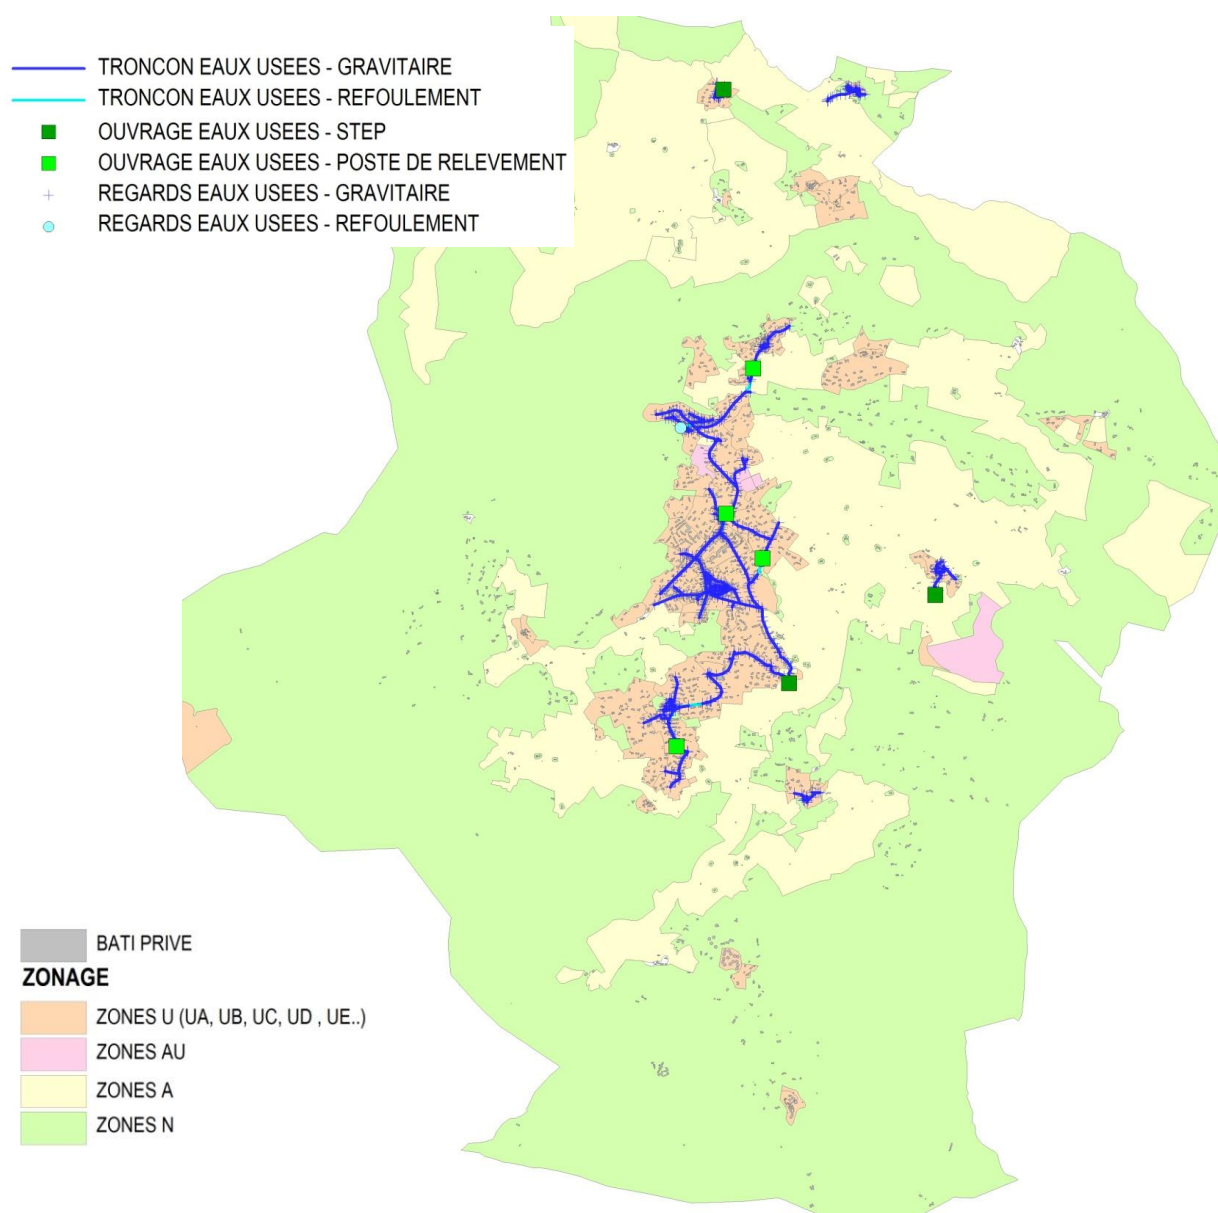 TRONCON EAUX USEES - GRAVITAIRE
TRONCON EAUX USEES - REFOULEMENT
OUVRAGE EAUX USEES - STEP
OUVRAGE EAUX USEES - POSTE DE RELEVEMENT
REGARDS EAUX USEES - GRAVITAIRE
REGARDS EAUX USEES - REFOULEMENT
BATI PRIVE
ZONAGE
ZONES U (UA, UB, UC, UD , UE..)
ZONES AU
ZONES A
ZONES N